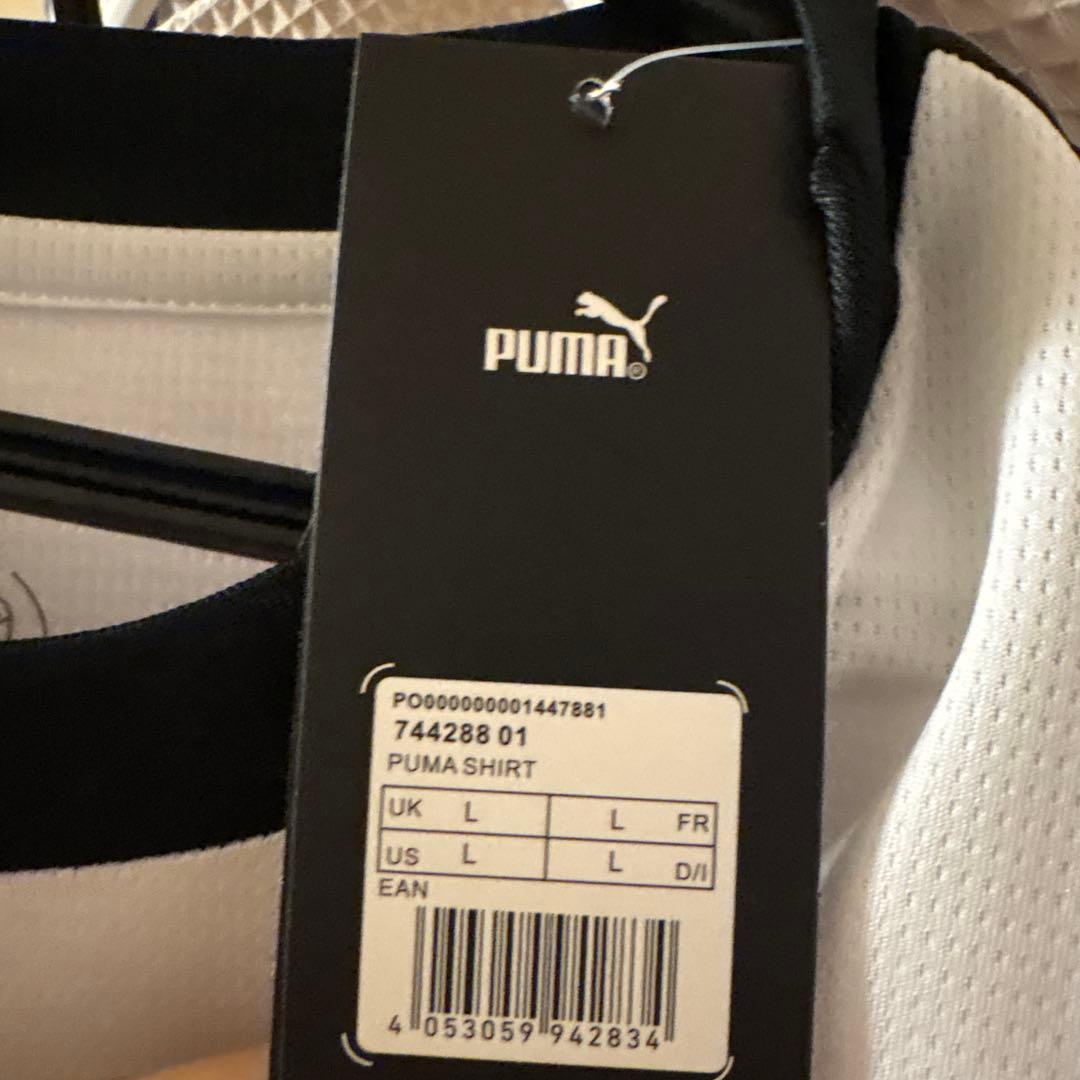 PUMA®
PO000000001447881
744288 01
PUMA SHIRT
UK L L FR
US L L D/I
EAN
4 053059 942834